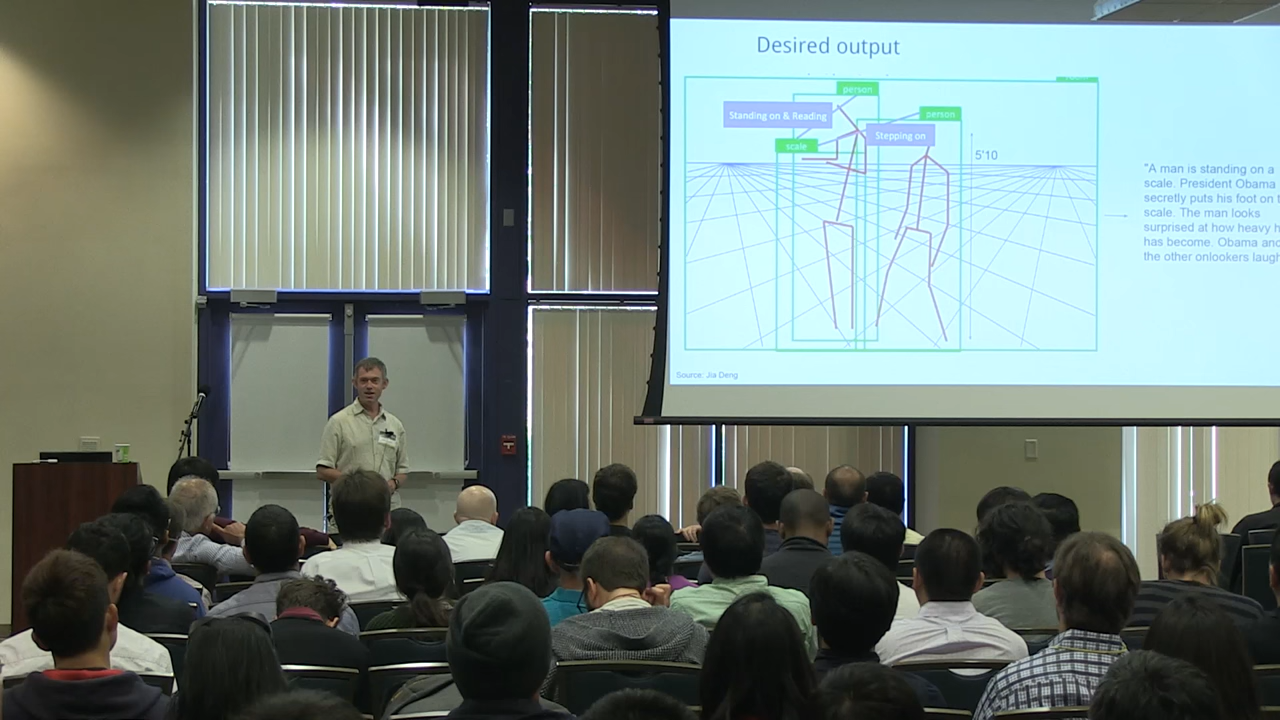 Desired output
person
Standing on & Reading
person
Stepping on
scale
5'10
"A man is standing on a
scale. President Obama
secretly puts his foot on
scale. The man looks
surprised at how heavy
has become. Obama and
the other onlookers laugh
Source: Jia Deng